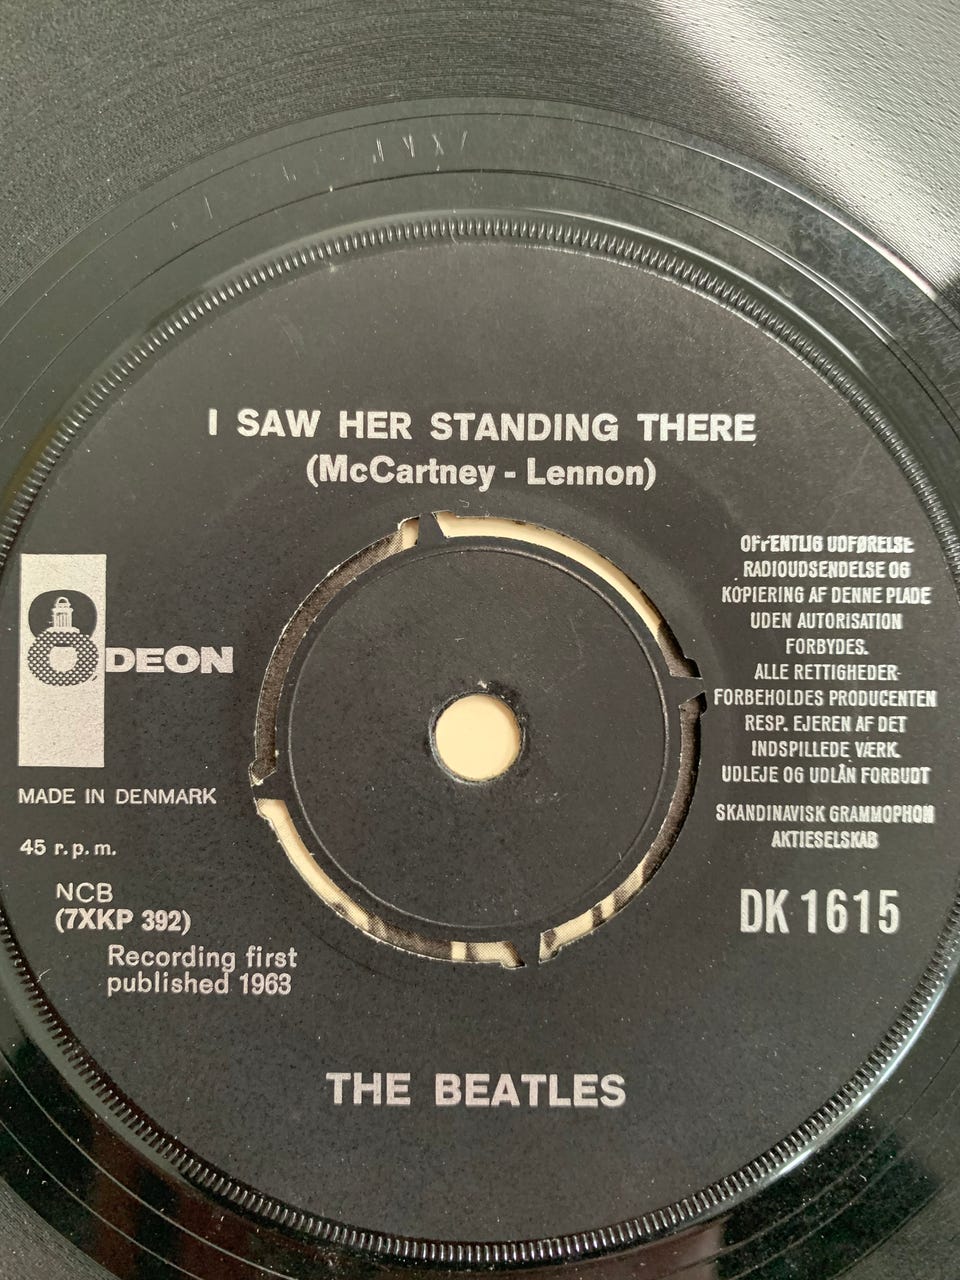 I SAW HER STANDING THERE
(McCartney - Lennon)
ODEON
MADE IN DENMARK
45 r.p.m.
NCB
(7XKP 392)
Recording first
published 1963
OFFENTLIG UDFØRELSE
RADIOUDSENDELSE OG
KOPIERING AF DENNE PLADE
UDEN AUTORISATION
FORBYDES.
ALLE RETTIGHEDER
FORBEHOLDES PRODUCENTEN
RESP. EJEREN AF DET
INDSPILLEDE VÆRK.
UDLEJE OG UDLÅN FORBUDT
SKANDINAVISK GRAMMOPHON
AKTIESELSKAB
DK 1615
THE BEATLES